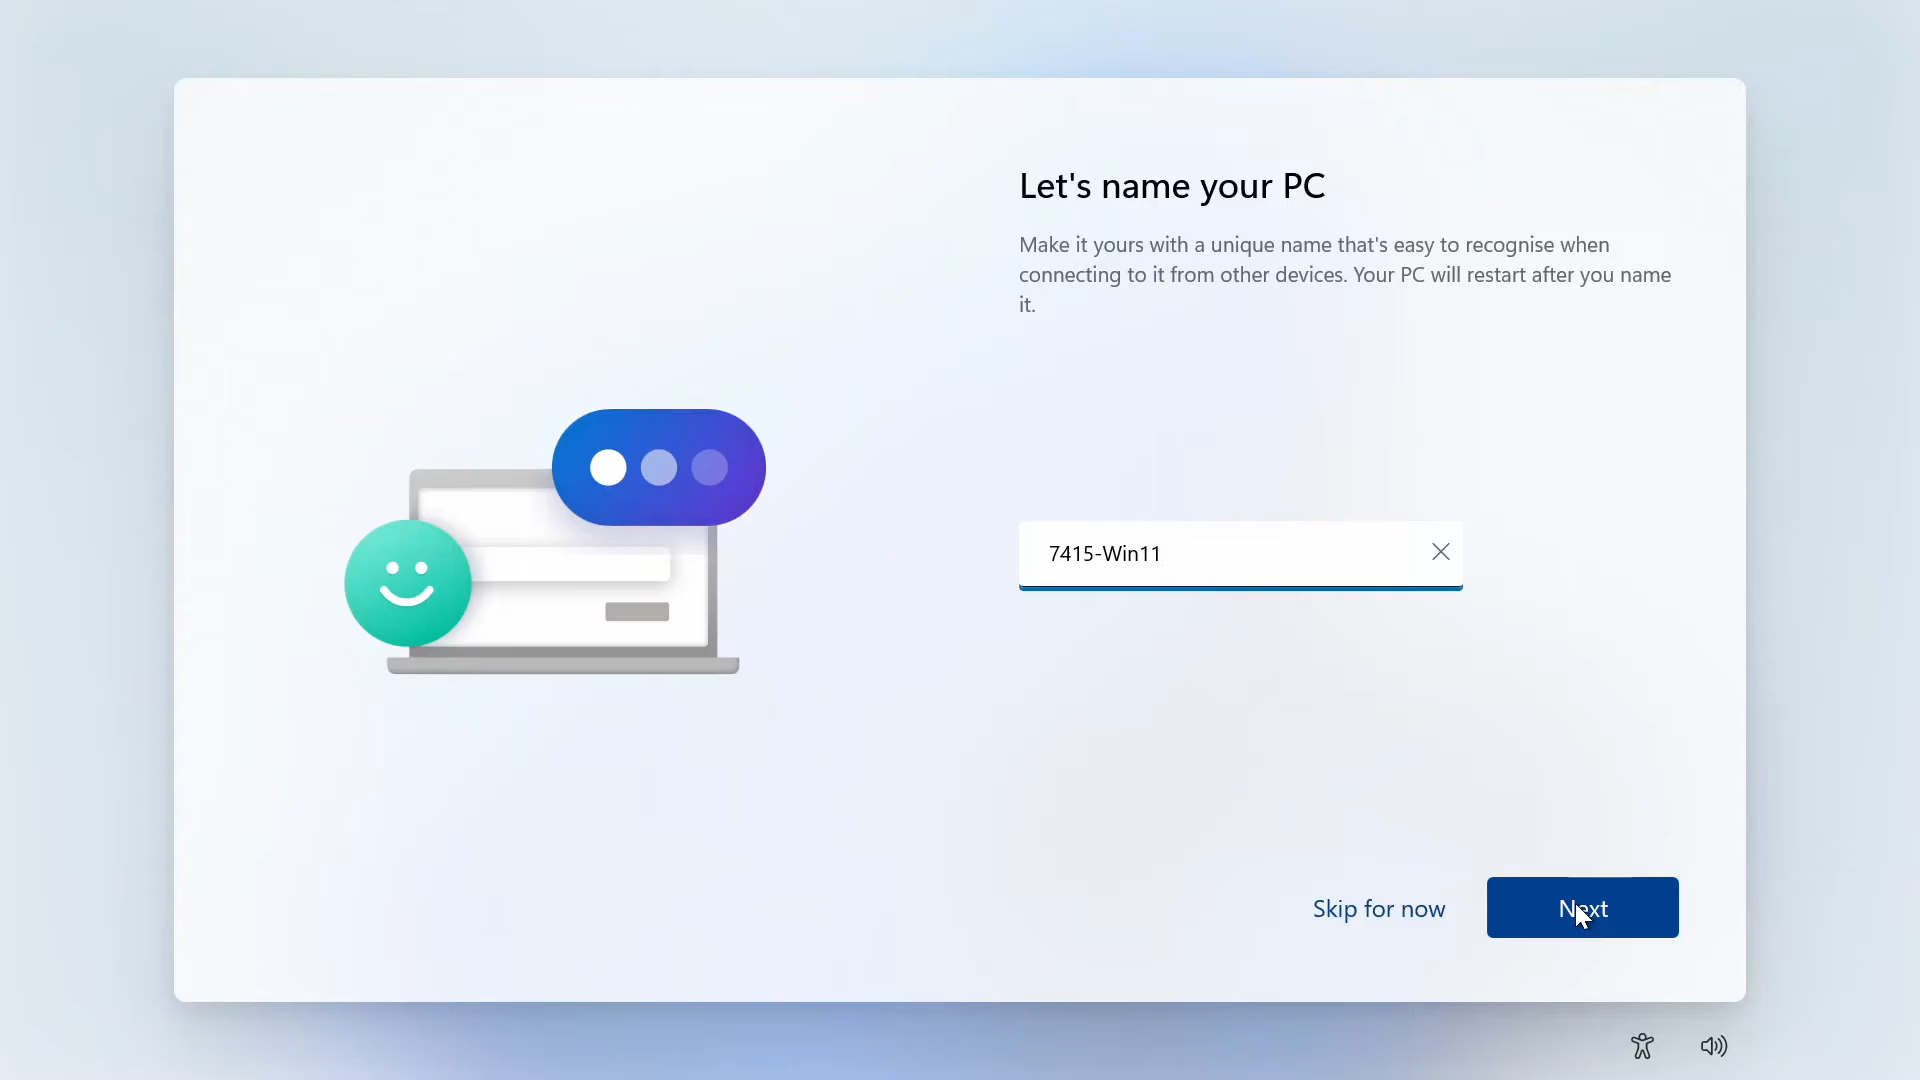 Let's name your PC
Make it yours with a unique name that's easy to recognise when
connecting to it from other devices. Your PC will restart after you name
it.
7415-Win11
Skip for now
Next